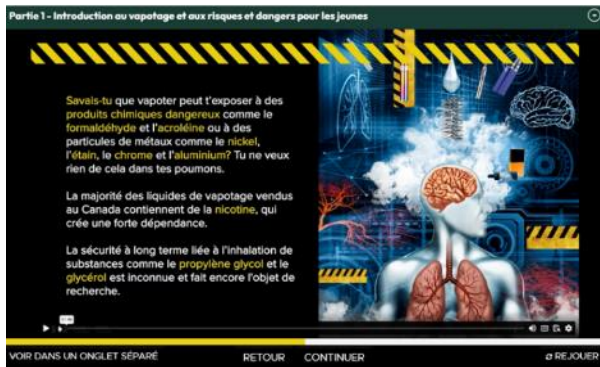 Partie 1 - Introduction au vapotage et aux risques et dangers pour les jeunes
Savais-tu que vapoter peut t'exposer à des
produits chimiques dangereux comme le
formaldéhyde et l'acroléine ou à des
particules de métaux comme le nickel,
l'étain, le chrome et l'aluminium? Tu ne veux
rien de cela dans tes poumons.
La majorité des liquides de vapotage vendus
au Canada contiennent de la nicotine, qui
crée une forte dépendance.
La sécurité à long terme liée à l'inhalation de
substances comme le propylène glycol et le
glycérol est inconnue et fait encore l'objet de
recherche.
VOIR DANS UN ONGLET SÉPARÉ
RETOUR
CONTINUER
REJOUER